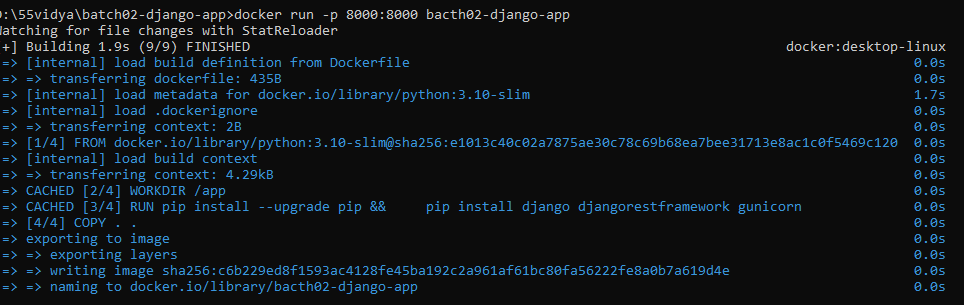 D:\55vidya\batch02-django-app>docker run -p 8000:8000 bacth02-django-app
Watching for file changes with StatReloader
[+] Building 1.9s (9/9) FINISHED docker:desktop-linux
=> [internal] load build definition from Dockerfile 0.0s
=> => transferring dockerfile: 435B 0.0s
=> [internal] load metadata for docker.io/library/python:3.10-slim 1.7s
=> [internal] load .dockerignore 0.0s
=> => transferring context: 2B 0.0s
=> [1/4] FROM docker.io/library/python:3.10-slim@sha256:e1013c40c02a7875ae30c78c69b68ea7bee31713e8ac1c0f5469c120 0.0s
=> [internal] load build context 0.0s
=> => transferring context: 4.29kB 0.0s
=> CACHED [2/4] WORKDIR /app 0.0s
=> CACHED [3/4] RUN pip install --upgrade pip && pip install django djangorestframework gunicorn 0.0s
=> [4/4] COPY . . 0.0s
=> exporting to image 0.0s
=> => exporting layers 0.0s
=> => writing image sha256:c6b229ed8f1593ac4128fe45ba192c2a961af61bc80fa56222fe8a0b7a619d4e 0.0s
=> => naming to docker.io/library/bacth02-django-app 0.0s